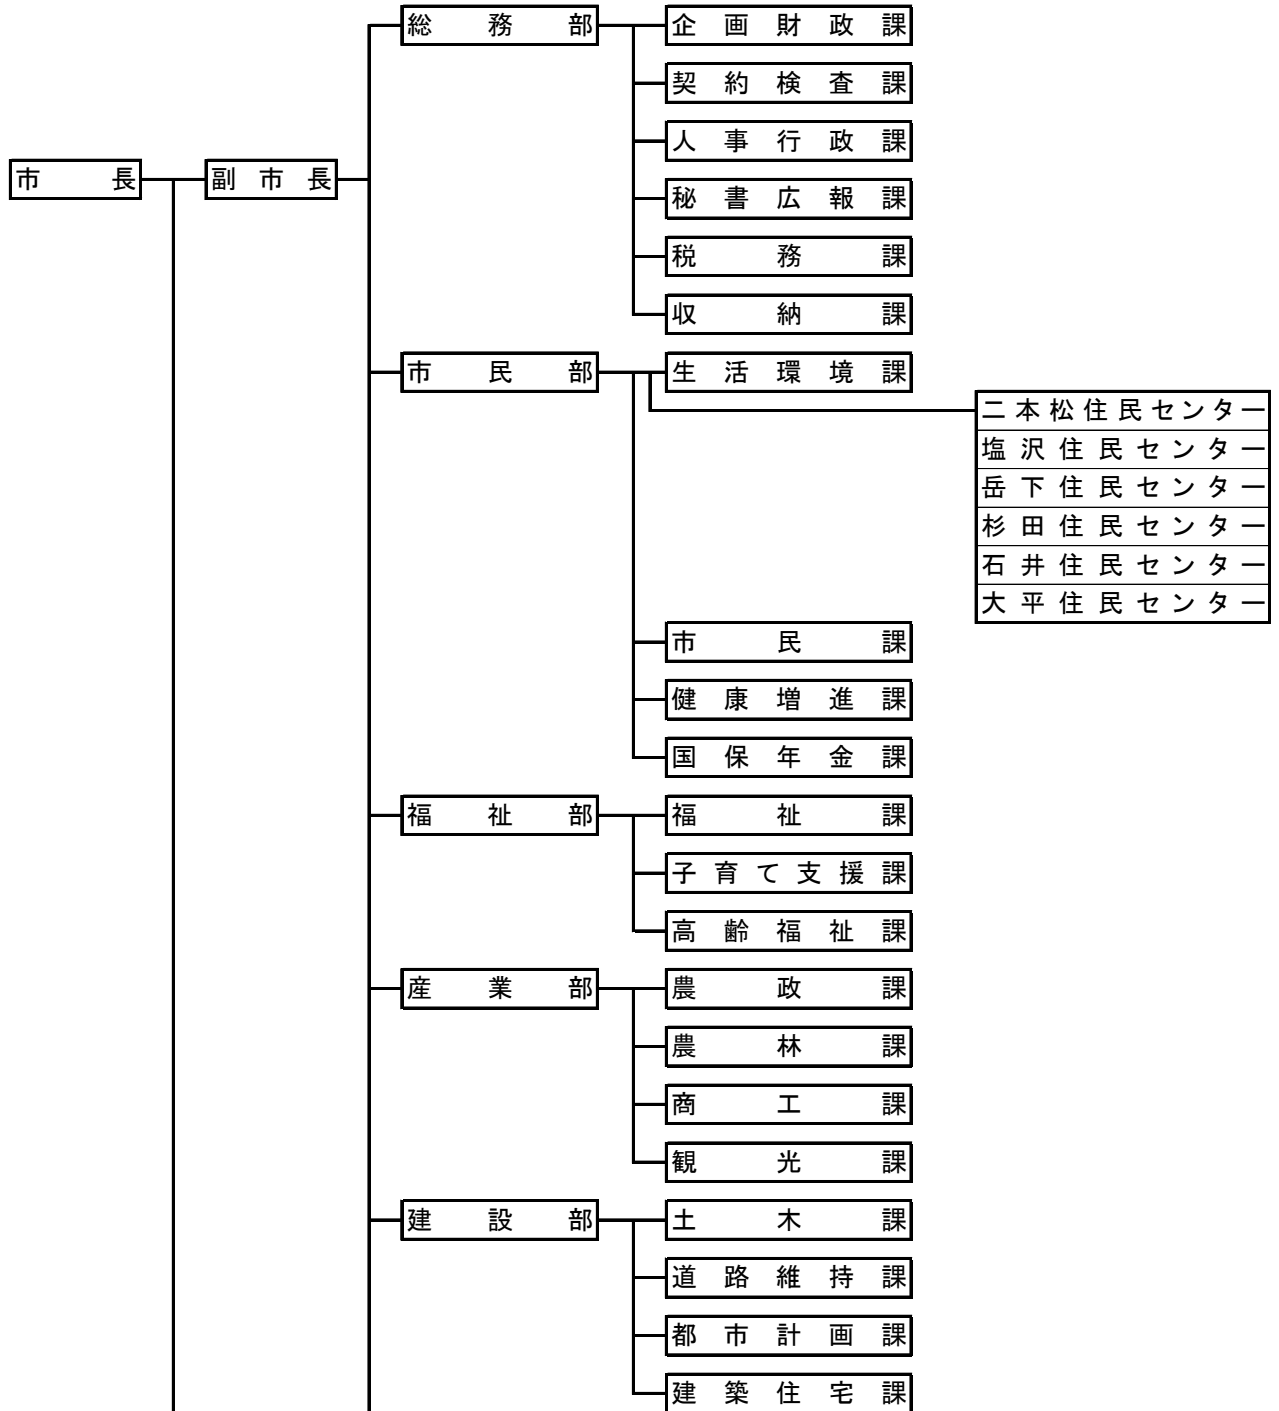 総務部 企画財政課
契約検査課
人事行政課
市長 副市長 秘書広報課
税務課
収納課
市民部 生活環境課
二本松住民センター
塩沢住民センター
岳下住民センター
杉田住民センター
石井住民センター
大平住民センター
市民課
健康増進課
国保年金課
福祉部 福祉課
子育て支援課
高齢福祉課
産業部 農政課
農林課
商工課
観光課
建設部 土木課
道路維持課
都市計画課
建築住宅課